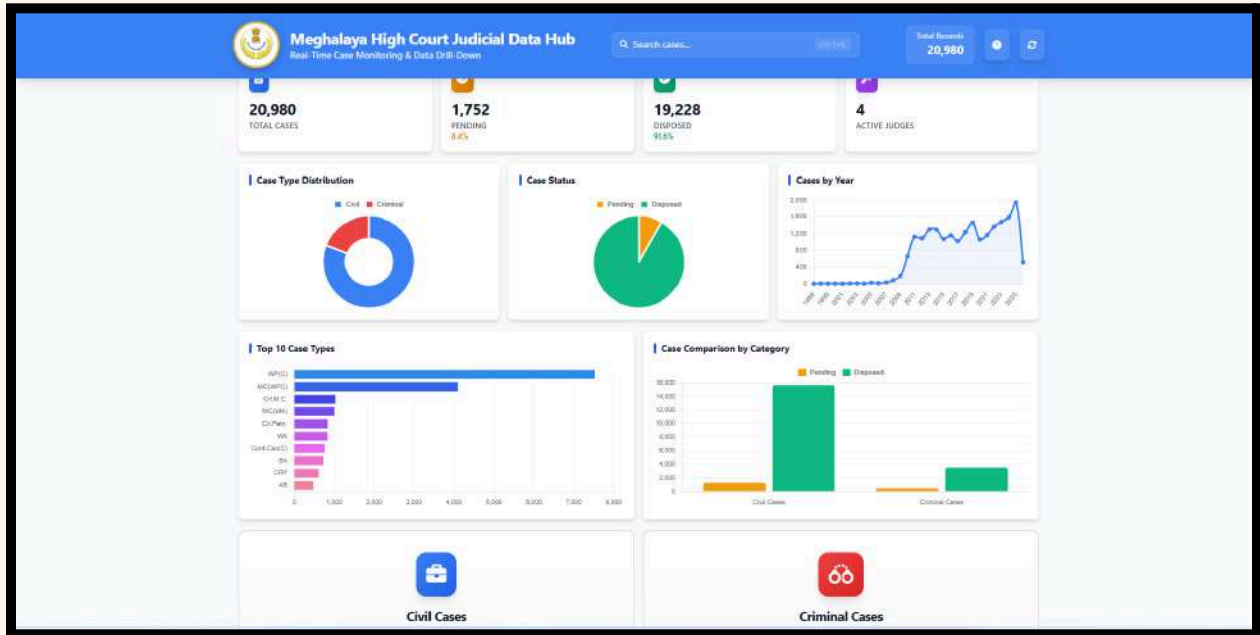 Meghalaya High Court Judicial Data Hub
Real-Time Case Monitoring & Data Drill-Down
Search cases...
Total Records
20,980
20,980
TOTAL CASES
1,752
PENDING
8.4%
19,228
DISPOSED
91.6%
4
ACTIVE JUDGES
Case Type Distribution
Civil Criminal
Case Status
Pending Disposed
Cases by Year
2,000
1,600
1,200
800
400
0
Top 10 Case Types
WP(C)
MC(WPC)
Crl.M.C.
MC(WA)
Crl.Petn.
WA
Cont.Cas(C)
BA
CRP
AB
0 1,000 2,000 3,000 4,000 5,000 6,000 7,000 8,000
Case Comparison by Category
Pending Disposed
16,000
14,000
12,000
10,000
8,000
6,000
4,000
2,000
0
Civil Cases Criminal Cases
Civil Cases
Criminal Cases